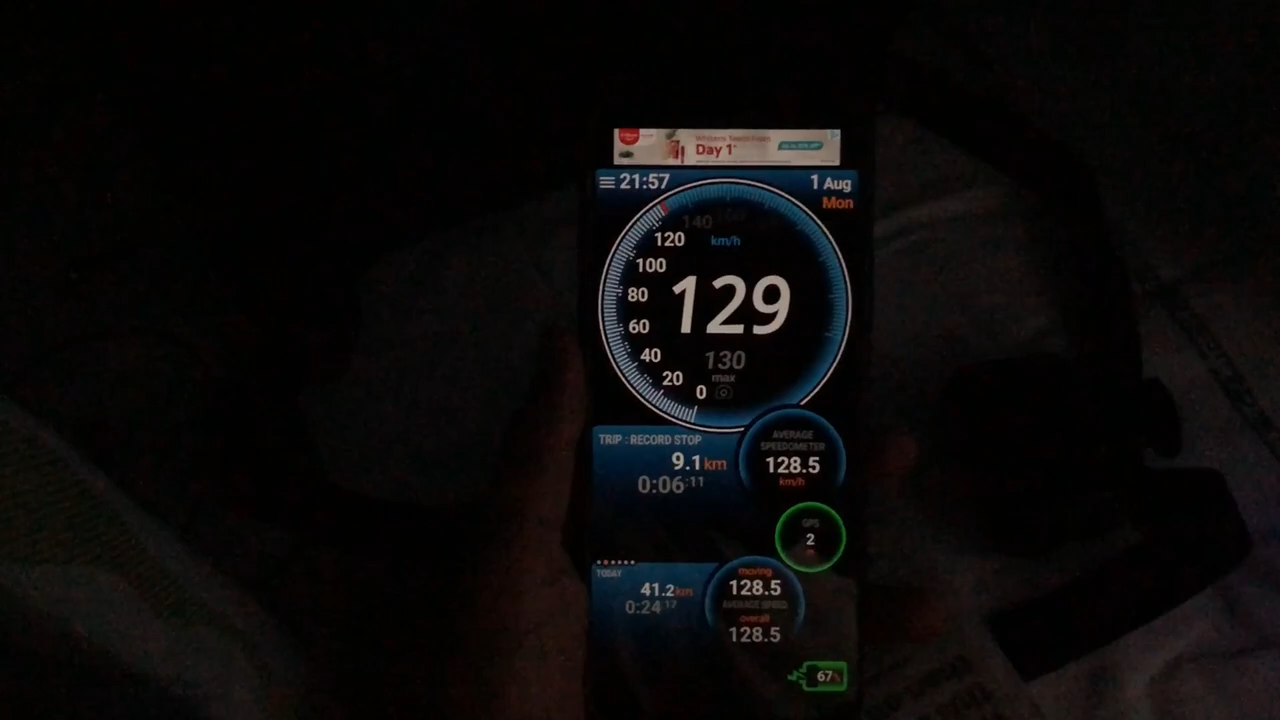 Day 1*
21:57
1 Aug
Mon
140
120
km/h
100
129
80
60
40
130
20
max
0
TRIP : RECORD STOP
9.1 km
0:06:11
AVERAGE
SPEEDOMETER
128.5
km/h
GPS
2
TODAY
41.2 km
0:24 17
moving
128.5
AVERAGE SPEED
overall
128.5
67%